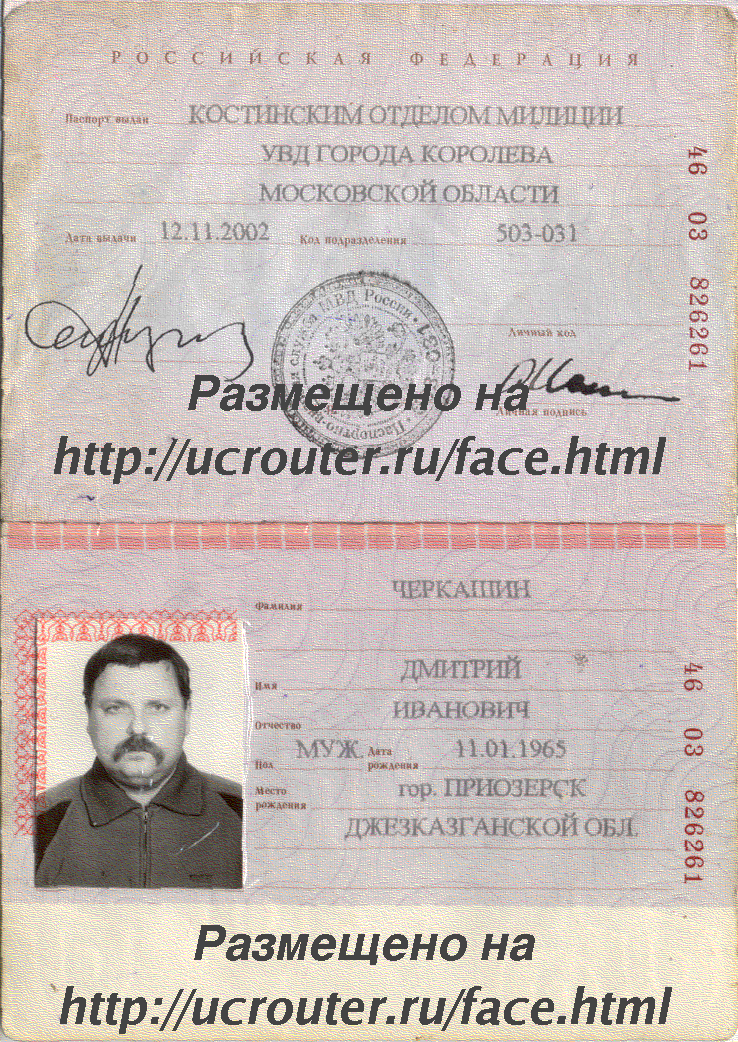 РОССИЙСКАЯ ФЕДЕРАЦИЯ
Паспорт выдан КОСТИНСКИМ ОТДЕЛОМ МИЛИЦИИ
УВД ГОРОДА КОРОЛЕВА
МОСКОВСКОЙ ОБЛАСТИ
Дата выдачи 12.11.2002 Код подразделения 503-031
46 03 826261
Личный код
Личная подпись
Размещено на
http://ucrouter.ru/face.html
Фамилия ЧЕРКАШИН
Имя ДМИТРИЙ
Отчество ИВАНОВИЧ
Пол МУЖ. Дата рождения 11.01.1965
Место рождения гор. ПРИОЗЕРСК
ДЖЕЗКАЗГАНСКОЙ ОБЛ.
46 03 826261
Размещено на
http://ucrouter.ru/face.html